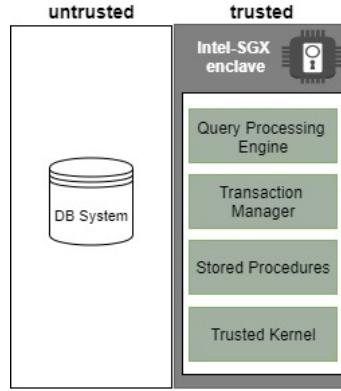 untrusted
trusted
Intel-SGX
enclave
DB System
Query Processing
Engine
Transaction
Manager
Stored Procedures
Trusted Kernel